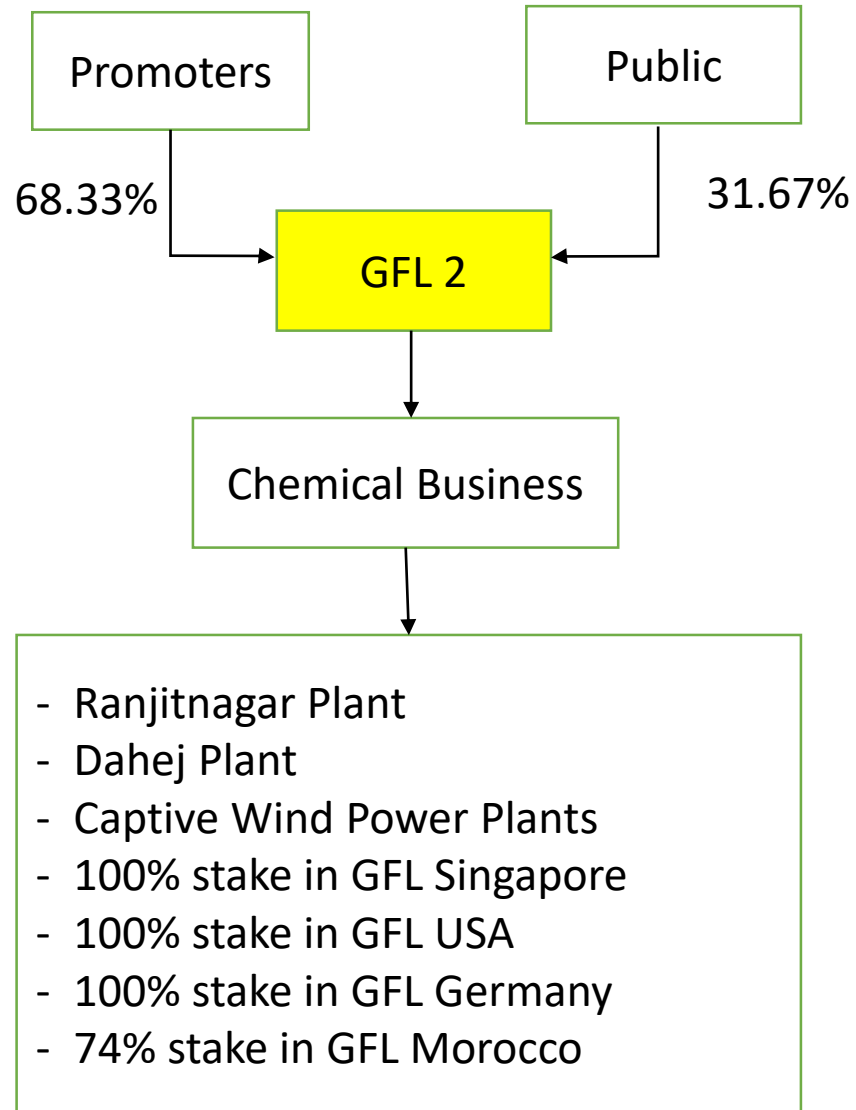 Promoters
Public
68.33%
31.67%
GFL 2
Chemical Business
- Ranjitnagar Plant
- Dahej Plant
- Captive Wind Power Plants
- 100% stake in GFL Singapore
- 100% stake in GFL USA
- 100% stake in GFL Germany
- 74% stake in GFL Morocco